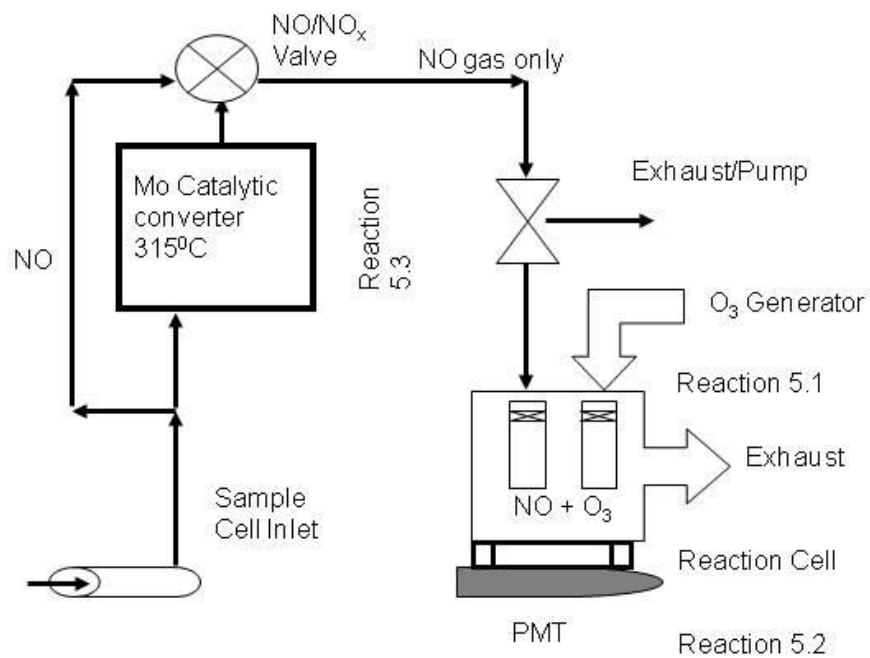 NO/NOₓ
Valve
NO gas only
Mo Catalytic
converter
315⁰C
Reaction
5.3
NO
Exhaust/Pump
O₃ Generator
Reaction 5.1
Exhaust
NO + O₃
Sample
Cell Inlet
Reaction Cell
PMT
Reaction 5.2